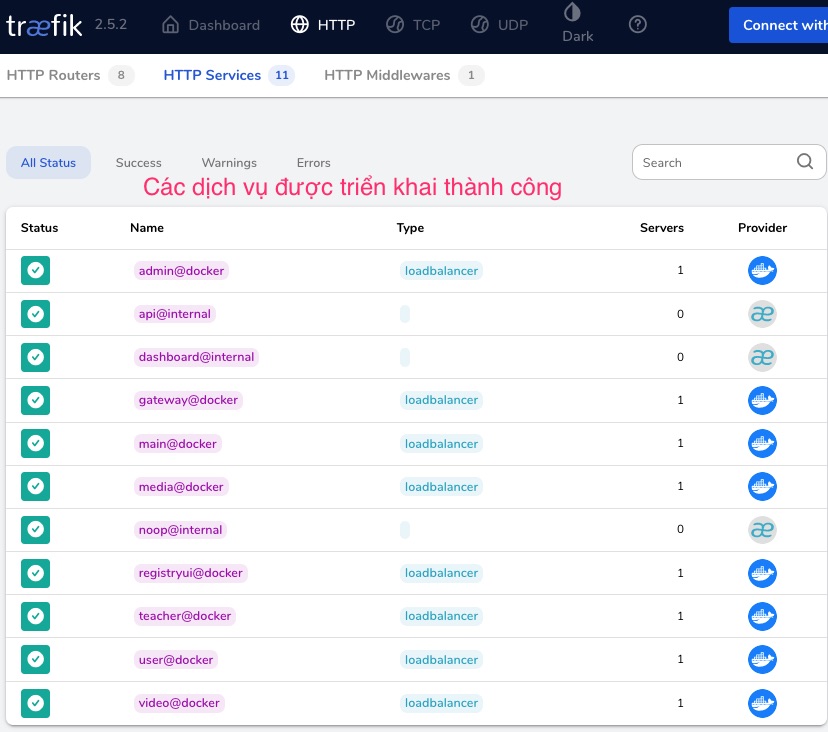 træfik 2.5.2 Dashboard HTTP TCP UDP Dark ? Connect with
HTTP Routers 8 HTTP Services 11 HTTP Middlewares 1
All Status Success Warnings Errors Search
Các dịch vụ được triển khai thành công
Status Name Type Servers Provider
admin@docker loadbalancer 1
api@internal 0 æ
dashboard@internal 0 æ
gateway@docker loadbalancer 1
main@docker loadbalancer 1
media@docker loadbalancer 1
noop@internal 0 æ
registryui@docker loadbalancer 1
teacher@docker loadbalancer 1
user@docker loadbalancer 1
video@docker loadbalancer 1